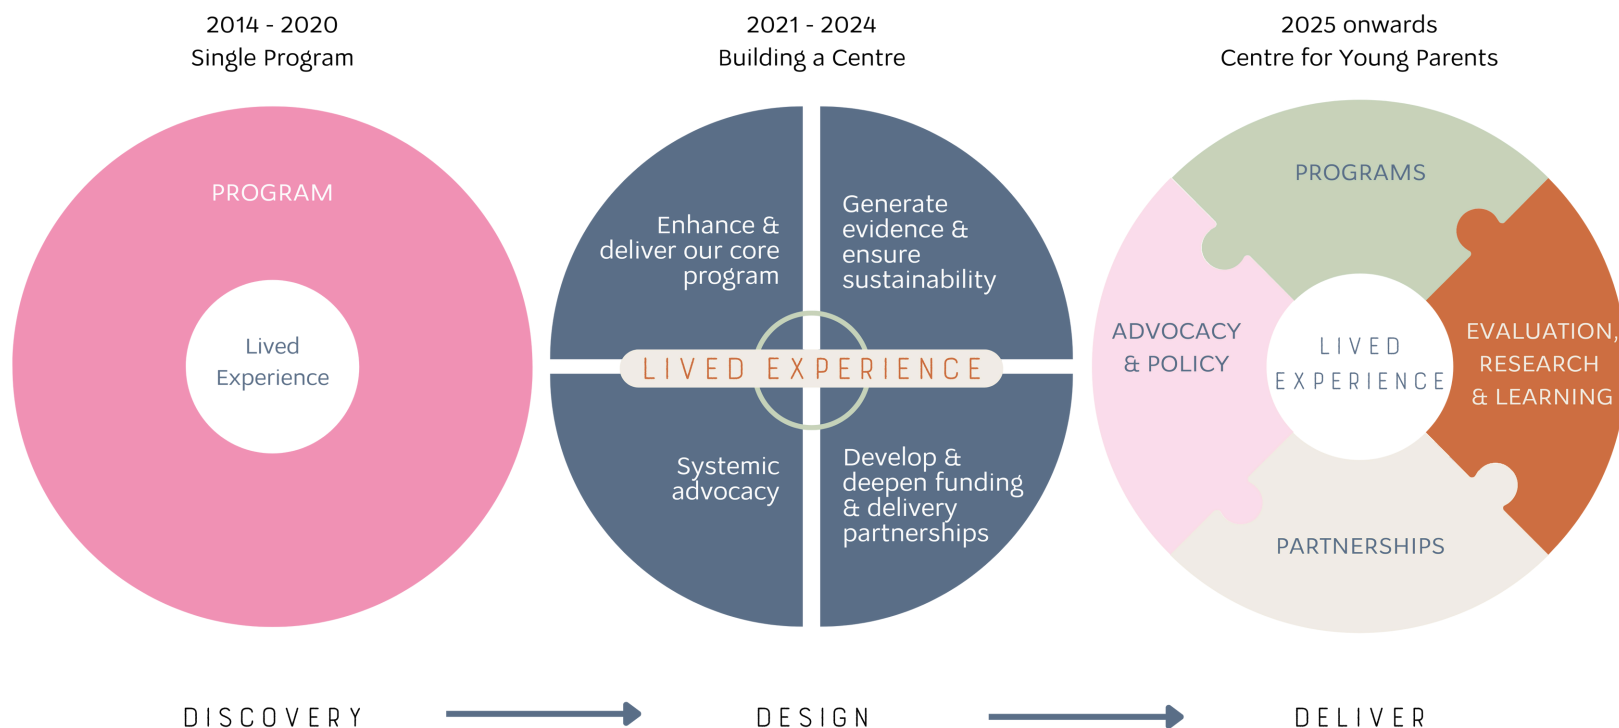 2014 - 2020
Single Program
PROGRAM
Lived
Experience
2021 - 2024
Building a Centre
Enhance &
deliver our core
program
Generate
evidence &
ensure
sustainability
LIVED EXPERIENCE
Systemic
advocacy
Develop &
deepen funding
& delivery
partnerships
2025 onwards
Centre for Young Parents
PROGRAMS
ADVOCACY
& POLICY
LIVED
EXPERIENCE
EVALUATION,
RESEARCH
& LEARNING
PARTNERSHIPS
DISCOVERY
DESIGN
DELIVER